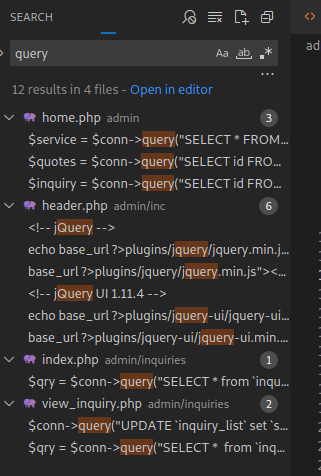 SEARCH
query
Aa ab .*
...
12 results in 4 files - Open in editor
home.php admin 3
$service = $conn->query("SELECT * FROM...
$quotes = $conn->query("SELECT id FRO...
$inquiry = $conn->query("SELECT id FRO...
header.php admin/inc 6
<!-- jQuery -->
echo base_url ?>plugins/jquery/jquery.min.j...
base_url ?>plugins/jquery/jquery.min.js"><...
<!-- jQuery UI 1.11.4 -->
echo base_url ?>plugins/jquery-ui/jquery-ui...
base_url ?>plugins/jquery-ui/jquery-ui.min...
index.php admin/inquiries 1
$qry = $conn->query("SELECT * from `inqu...
view_inquiry.php admin/inquiries 2
$conn->query("UPDATE `inquiry_list` set `s...
$qry = $conn->query("SELECT * from `inq...
ad